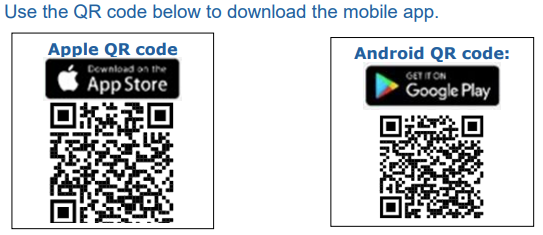 Use the QR code below to download the mobile app.
Apple QR code
Download on the
App Store
Android QR code:
GET IT ON
Google Play